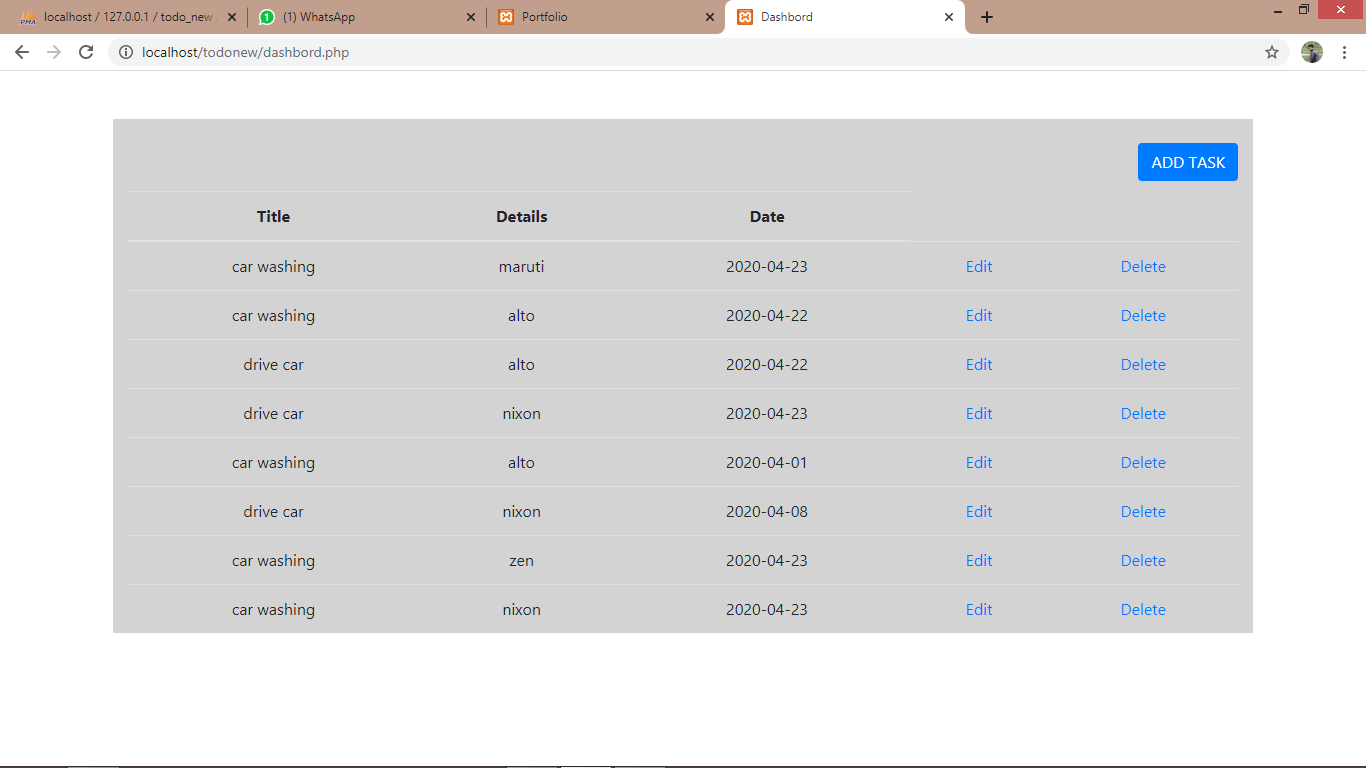 localhost / 127.0.0.1 / todo_new (1) WhatsApp Portfolio Dashbord
localhost/todonew/dashbord.php
ADD TASK
Title Details Date
car washing maruti 2020-04-23 Edit Delete
car washing alto 2020-04-22 Edit Delete
drive car alto 2020-04-22 Edit Delete
drive car nixon 2020-04-23 Edit Delete
car washing alto 2020-04-01 Edit Delete
drive car nixon 2020-04-08 Edit Delete
car washing zen 2020-04-23 Edit Delete
car washing nixon 2020-04-23 Edit Delete